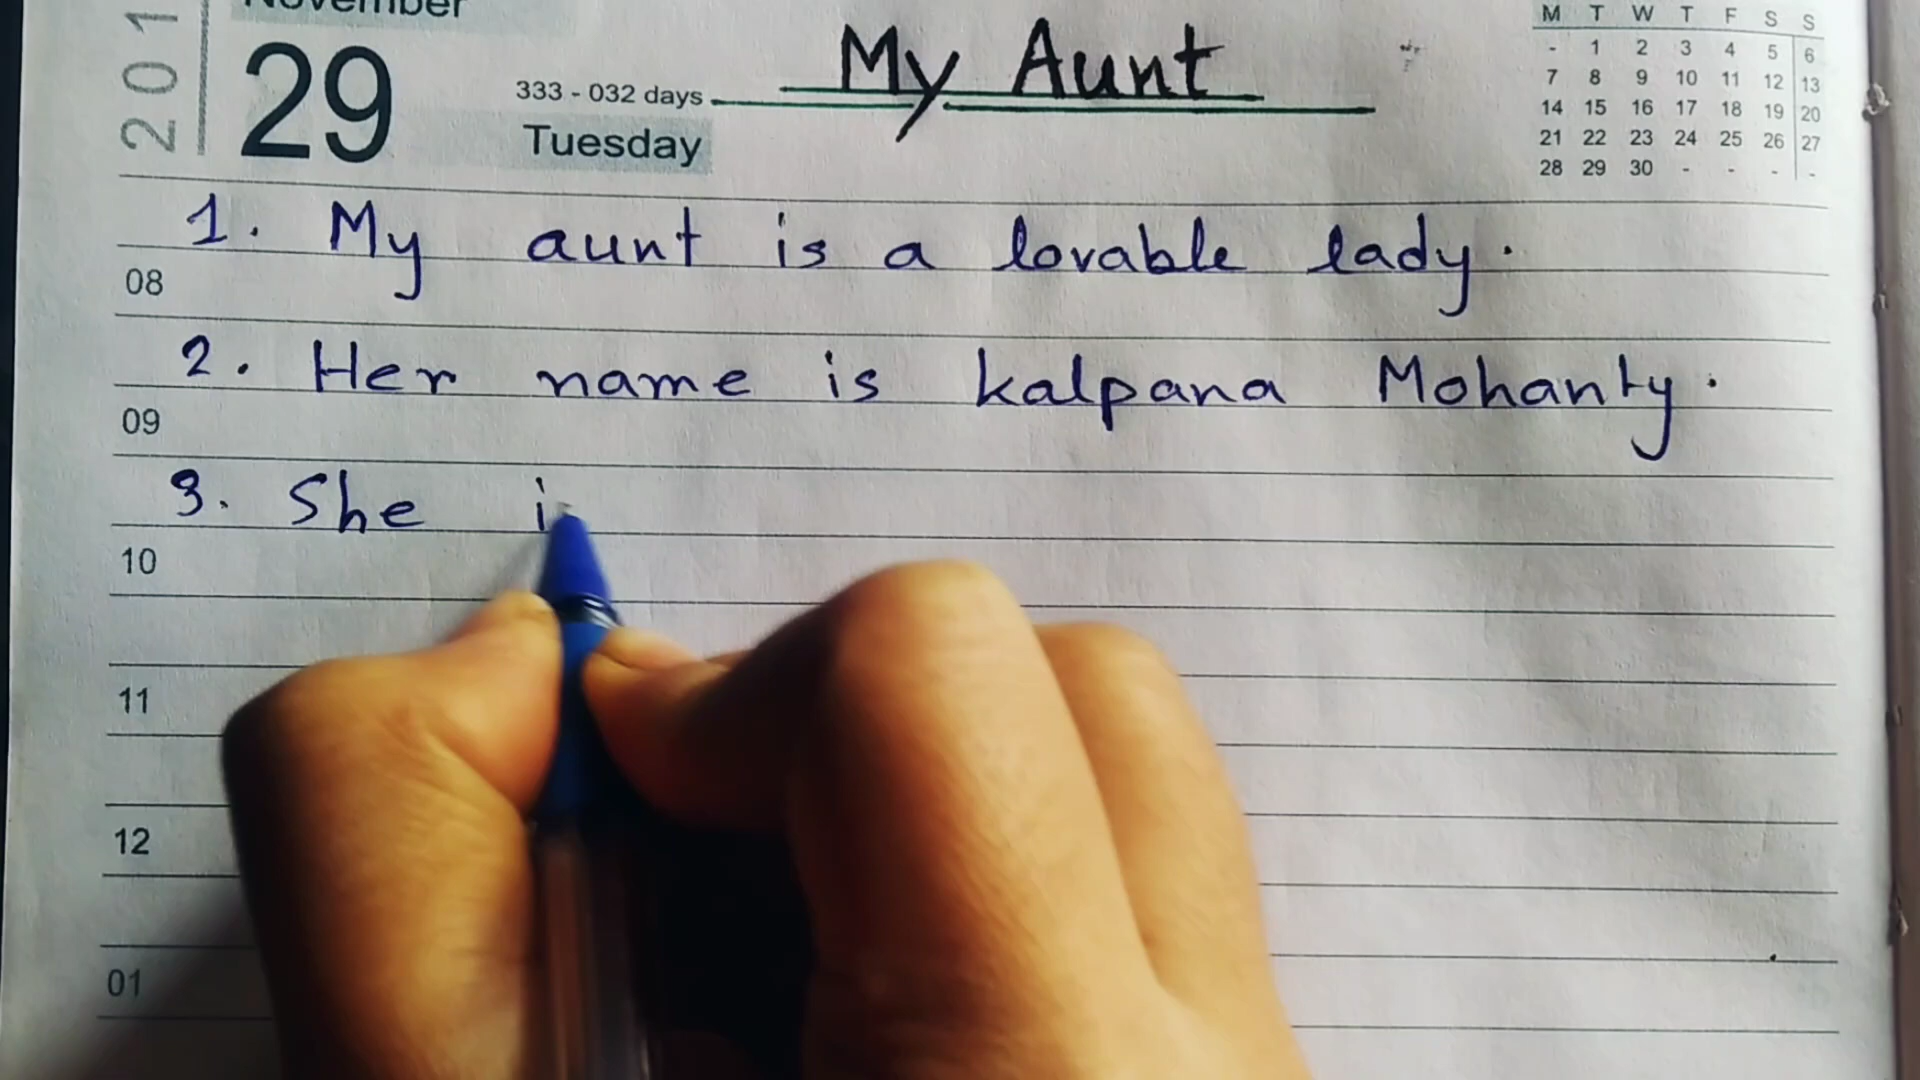 201
November
29
333 - 032 days
Tuesday
My Aunt
M T W T F S S
- 1 2 3 4 5 6
7 8 9 10 11 12 13
14 15 16 17 18 19 20
21 22 23 24 25 26 27
28 29 30 - - - -
1. My aunt is a lovable lady.
08
2. Her name is kalpana Mohanty.
09
3. She i
10
11
12
01